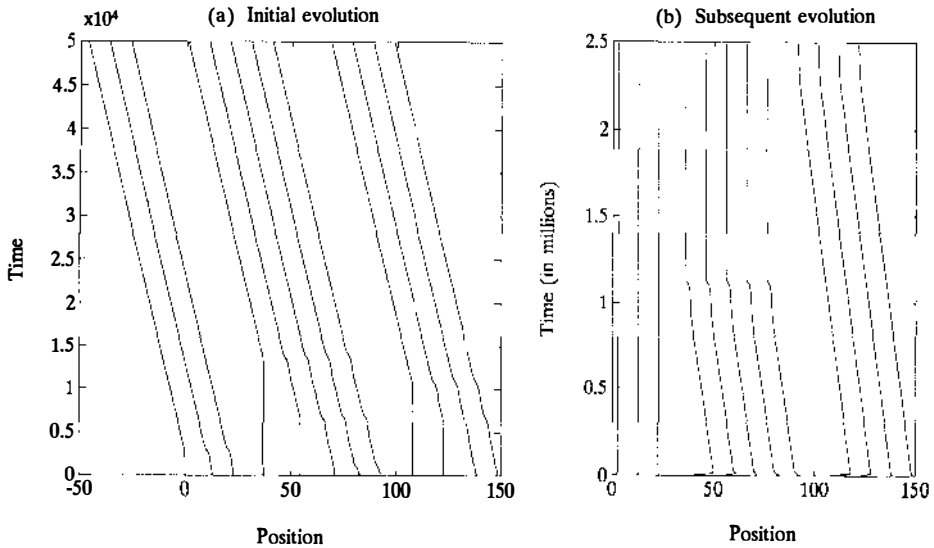 (a) Initial evolution
x10⁴
5
4.5
4
3.5
3
2.5
2
1.5
1
0.5
0
Time
-50 0 50 100 150
Position
(b) Subsequent evolution
2.5
2
1.5
1
0.5
0
Time (in millions)
0 50 100 150
Position